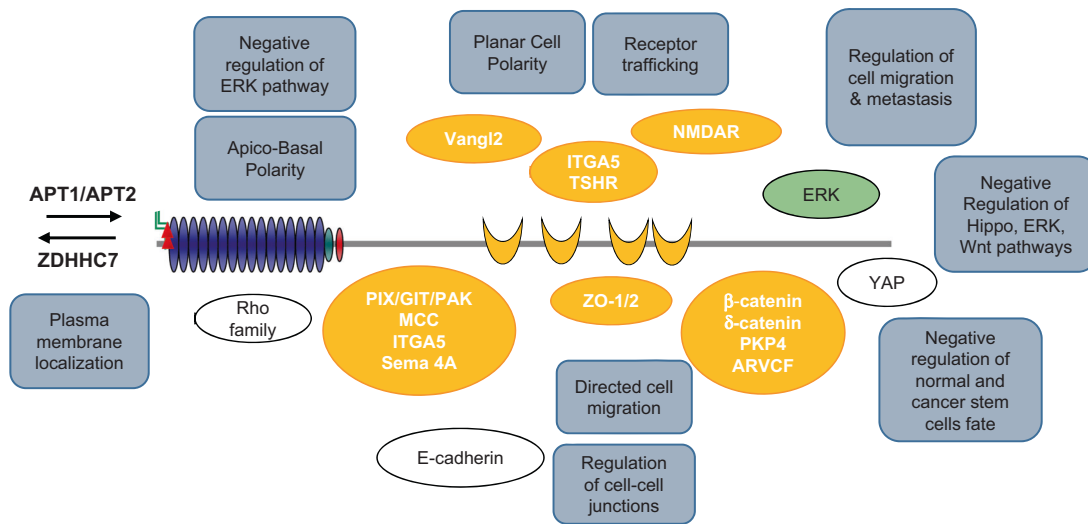 Negative
regulation of
ERK pathway
Apico-Basal
Polarity
Planar Cell
Polarity
Receptor
trafficking
Regulation of
cell migration
& metastasis
Vangl2
NMDAR
ITGA5
TSHR
ERK
Negative
Regulation of
Hippo, ERK,
Wnt pathways
APT1/APT2
ZDHHC7
Plasma
membrane
localization
Rho
family
PIX/GIT/PAK
MCC
ITGA5
Sema 4A
ZO-1/2
β-catenin
δ-catenin
PKP4
ARVCF
YAP
Negative
regulation of
normal and
cancer stem
cells fate
Directed cell
migration
E-cadherin
Regulation
of cell-cell
junctions